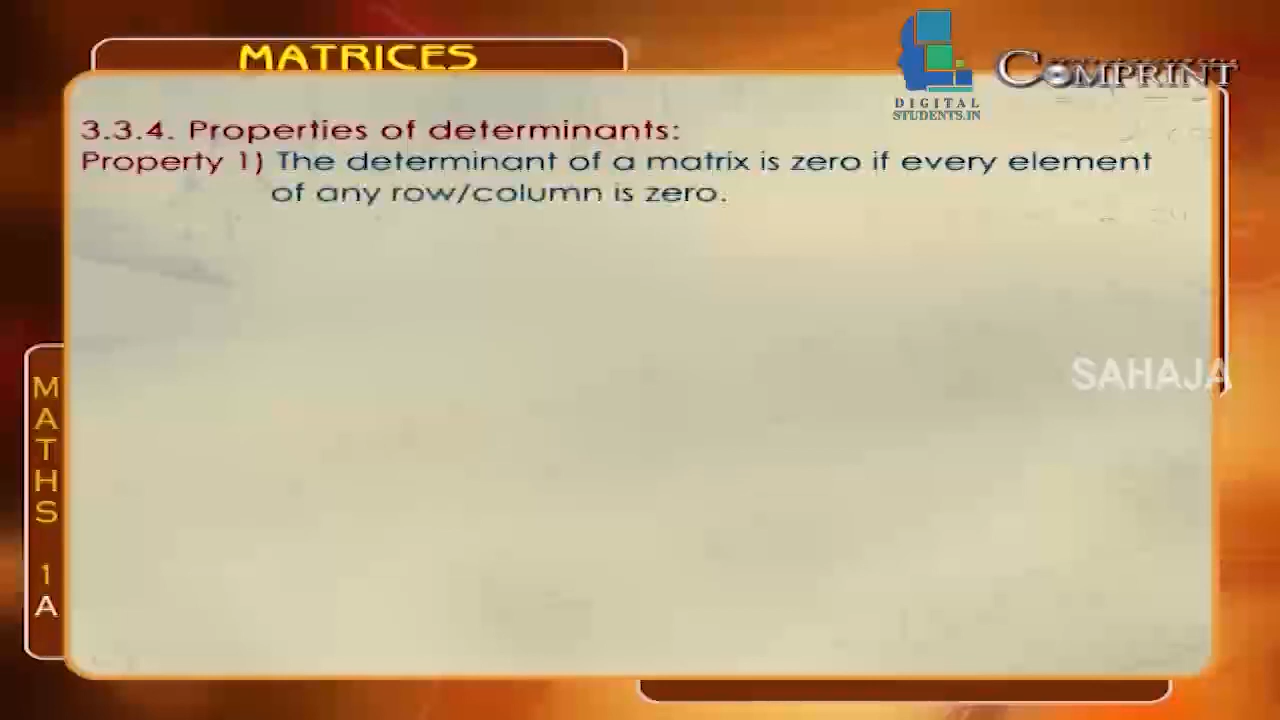 MATRICES
DIGITAL
STUDENTS.IN
COMPRINT
3.3.4. Properties of determinants:
Property 1) The determinant of a matrix is zero if every element
of any row/column is zero.
SAHAJA
MATHS 1A